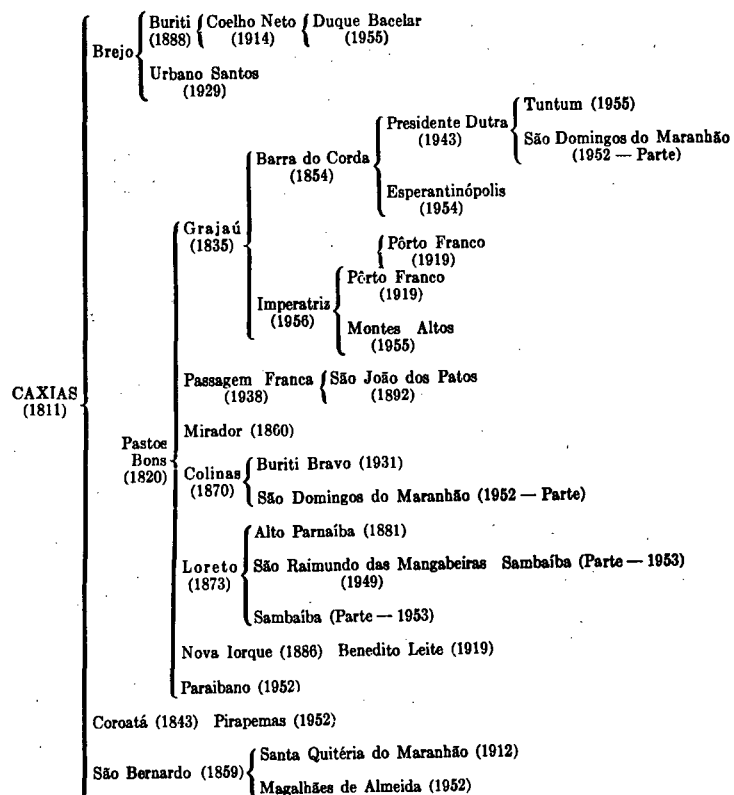 Buriti Coelho Neto Duque Bacelar
(1888) (1914) (1955)
Brejo
Urbano Santos
(1929)
Tuntum (1955)
Presidente Dutra
(1943)
São Domingos do Maranhão
(1952 — Parte)
Barra do Corda
(1854)
Esperantinópolis
(1954)
Grajaú
(1835)
Pôrto Franco
(1919)
Pôrto Franco
(1919)
Imperatriz
(1956)
Montes Altos
(1955)
Passagem Franca São João dos Patos
(1938) (1892)
CAXIAS
(1811)
Mirador (1860)
Pastoe
Bons
(1820)
Buriti Bravo (1931)
Colinas
(1870)
São Domingos do Maranhão (1952 — Parte)
Alto Parnaíba (1881)
Loreto São Raimundo das Mangabeiras Sambaíba (Parte — 1953)
(1873) (1949)
Sambaíba (Parte — 1953)
Nova Iorque (1886) Benedito Leite (1919)
Paraibano (1952)
Coroatá (1843) Pirapemas (1952)
Santa Quitéria do Maranhão (1912)
São Bernardo (1859)
Magalhães de Almeida (1952)